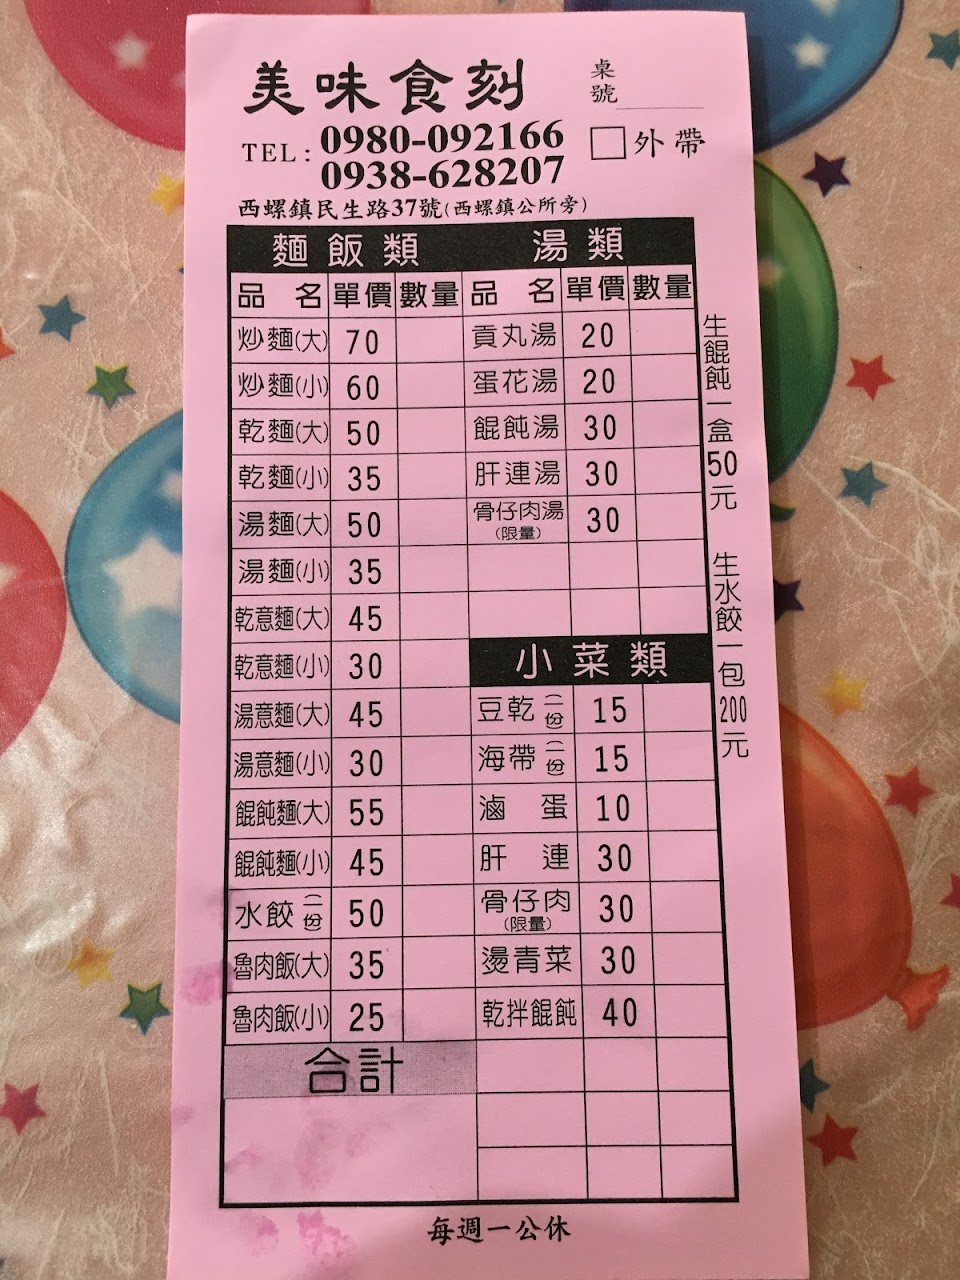 美味食刻
桌號
TEL: 0980-092166
0938-628207
□外帶
西螺鎮民生路37號(西螺鎮公所旁)
麵飯類 湯類
品名 單價 數量 品名 單價 數量
炒麵(大) 70 貢丸湯 20
炒麵(小) 60 蛋花湯 20
乾麵(大) 50 餛飩湯 30
乾麵(小) 35 肝連湯 30
湯麵(大) 50 骨仔肉湯(限量) 30
湯麵(小) 35
乾意麵(大) 45
乾意麵(小) 30 小菜類
湯意麵(大) 45 豆乾(一份) 15
湯意麵(小) 30 海帶(一份) 15
餛飩麵(大) 55 滷蛋 10
餛飩麵(小) 45 肝連 30
水餃(一份) 50 骨仔肉(限量) 30
魯肉飯(大) 35 燙青菜 30
魯肉飯(小) 25 乾拌餛飩 40
合計
生餛飩一盒50元 生水餃一包200元
每週一公休